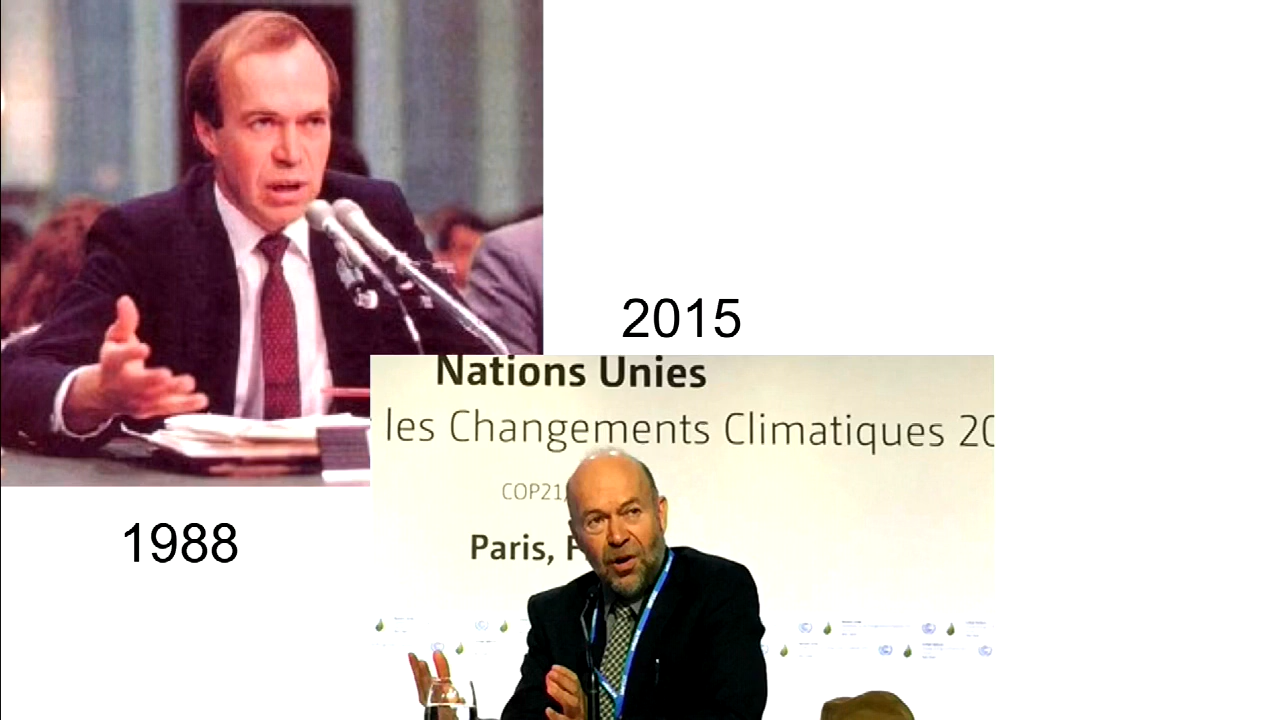 2015
Nations Unies
les Changements Climatiques 20
COP21/
Paris, F
1988